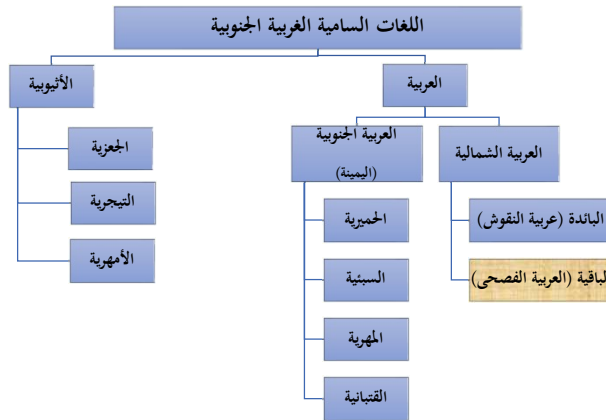 اللغات السامية الغربية الجنوبية
العربية
الأثيوبية
العربية الشمالية
العربية الجنوبية
(اليمينة)
البائدة (عربية النقوش)
الباقية (العربية الفصحى)
الحميرية
السبئية
المهرية
القتبانية
الجعزية
التيجرية
الأمهرية